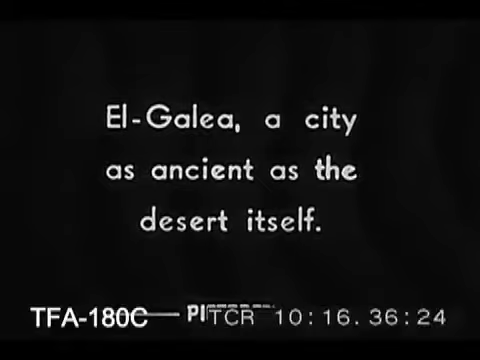 El-Galea, a city
as ancient as the
desert itself.
TFA-180C TCR 10:16.36:24